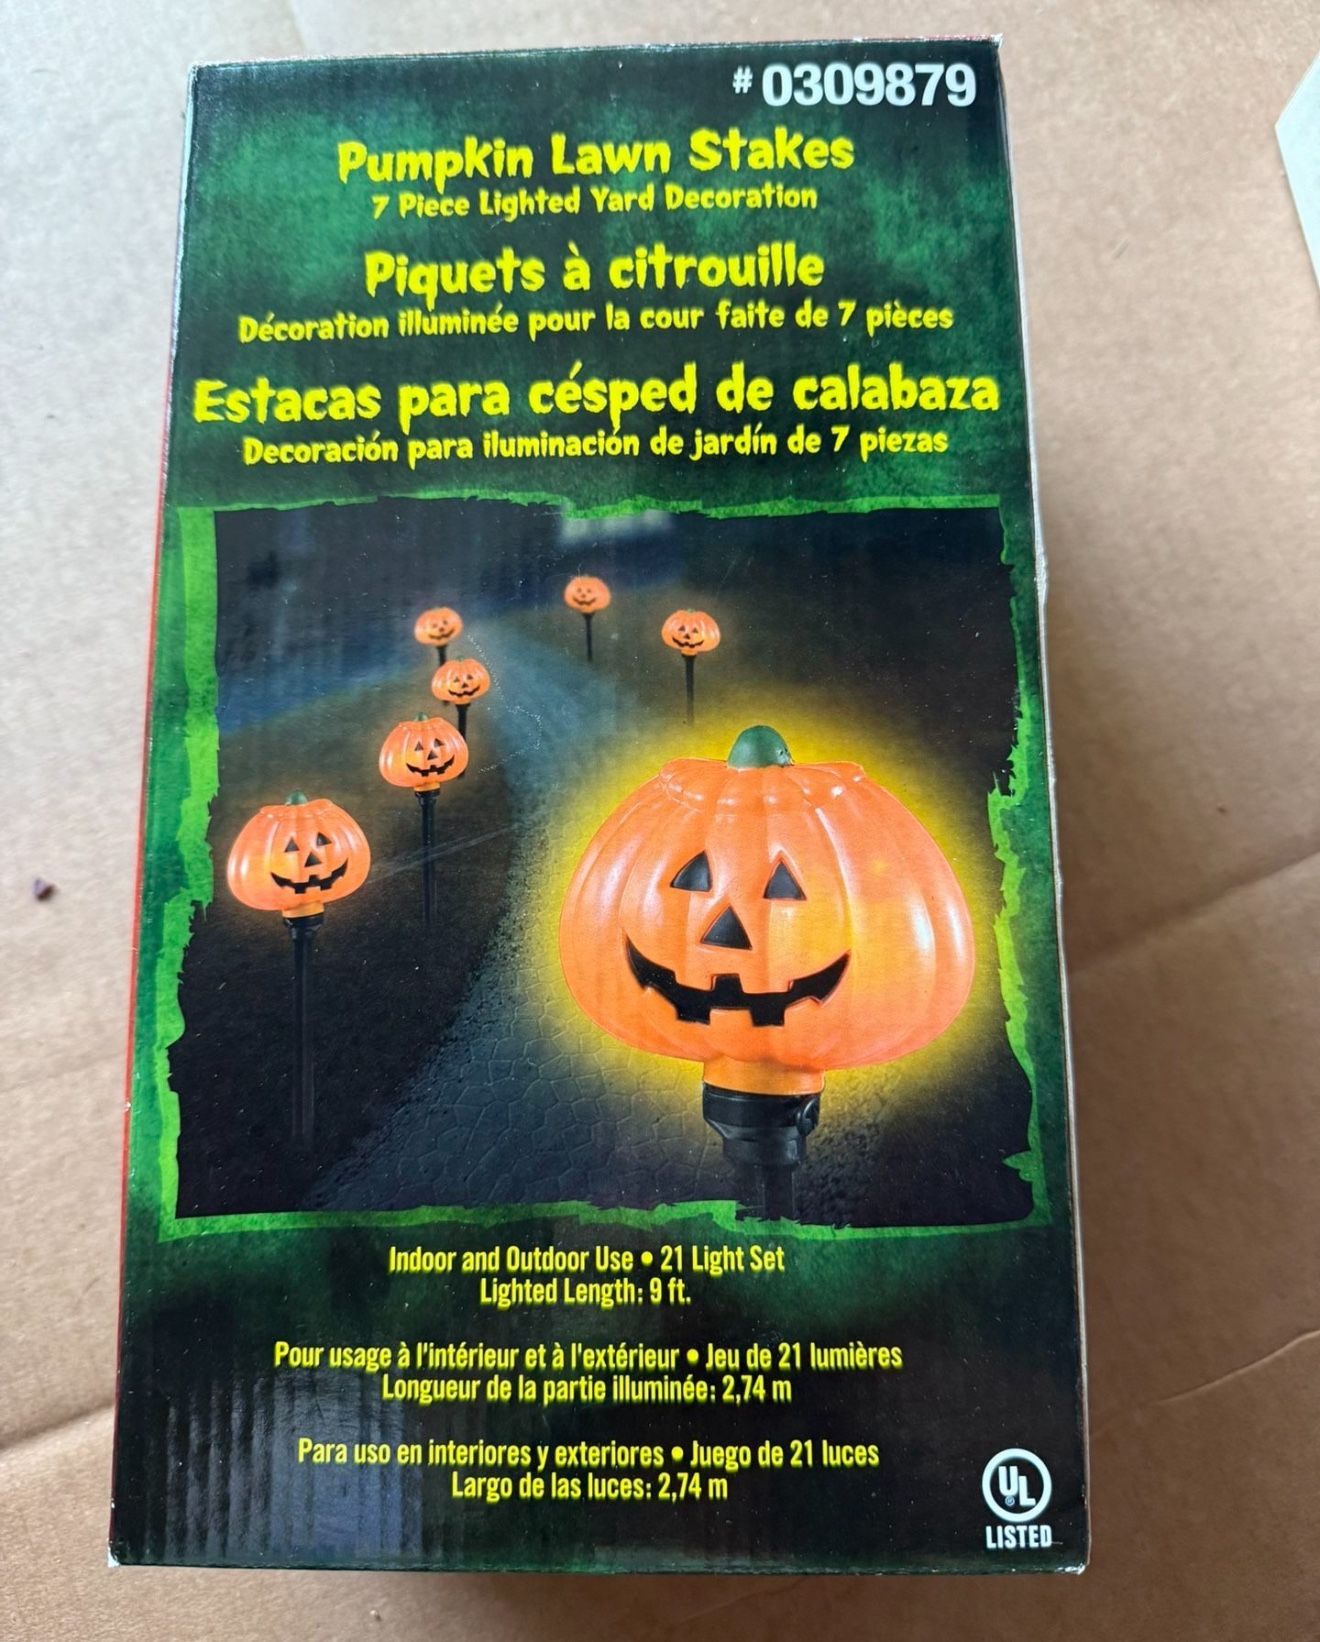 # 0309879
Pumpkin Lawn Stakes
7 Piece Lighted Yard Decoration
Piquets à citrouille
Décoration illuminée pour la cour faite de 7 pièces
Estacas para césped de calabaza
Decoración para iluminación de jardín de 7 piezas
Indoor and Outdoor Use • 21 Light Set
Lighted Length: 9 ft.
Pour usage à l'intérieur et à l'extérieur • Jeu de 21 lumières
Longueur de la partie illuminée: 2,74 m
Para uso en interiores y exteriores • Juego de 21 luces
Largo de las luces: 2,74 m
UL
®
LISTED